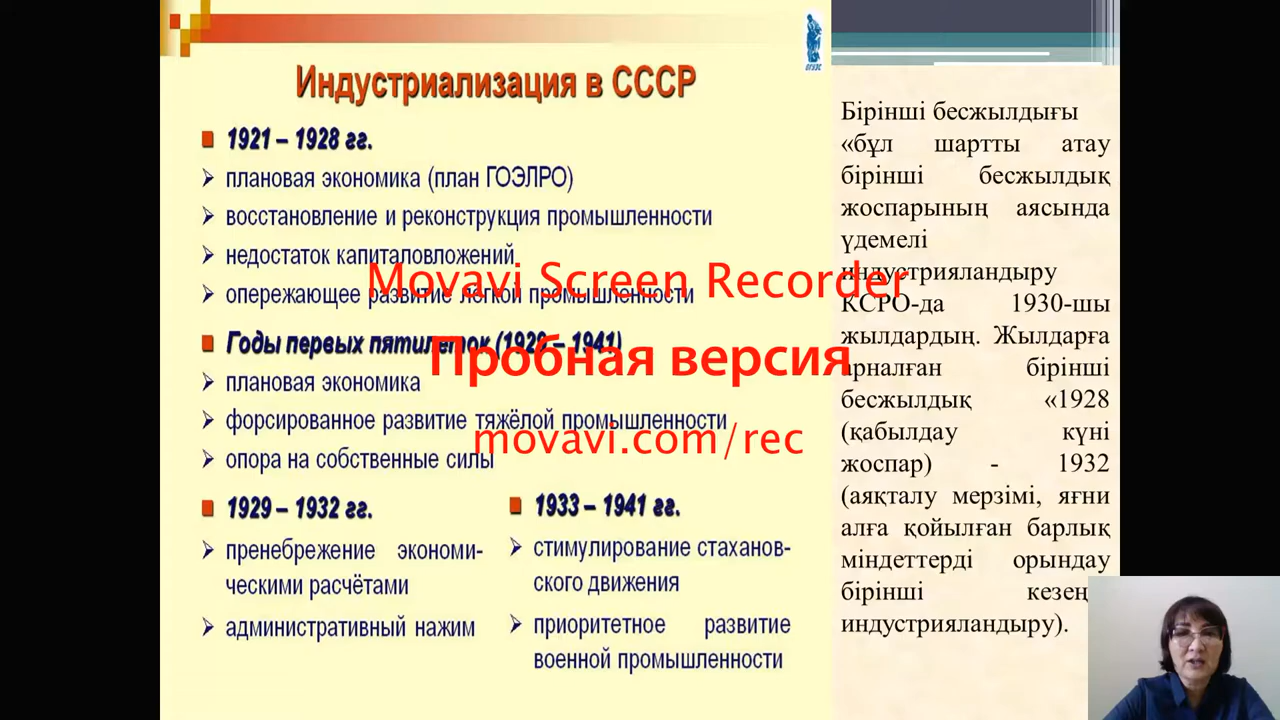 Индустриализация в СССР
1921 – 1928 гг.
плановая экономика (план ГОЭЛРО)
восстановление и реконструкция промышленности
недостаток капиталовложений
опережающее развитие легкой промышленности
Годы первых пятилеток (1929 – 1941)
плановая экономика
форсированное развитие тяжёлой промышленности
опора на собственные силы
1929 – 1932 гг.
пренебрежение экономи-
ческими расчётами
административный нажим
1933 – 1941 гг.
стимулирование стаханов-
ского движения
приоритетное развитие
военной промышленности
Бірінші бесжылдығы
«бұл шартты атау
бірінші бесжылдық
жоспарының аясында
үдемелі
индустрияландыру
КСРО-да 1930-шы
жылдардың. Жылдарға
арналған бірінші
бесжылдық «1928
(қабылдау күні
жоспар) - 1932
(аяқталу мерзімі, яғни
алға қойылған барлық
міндеттерді орындау
бірінші кезең
индустрияландыру).
Movavi Screen Recorder
Пробная версия
movavi.com/rec